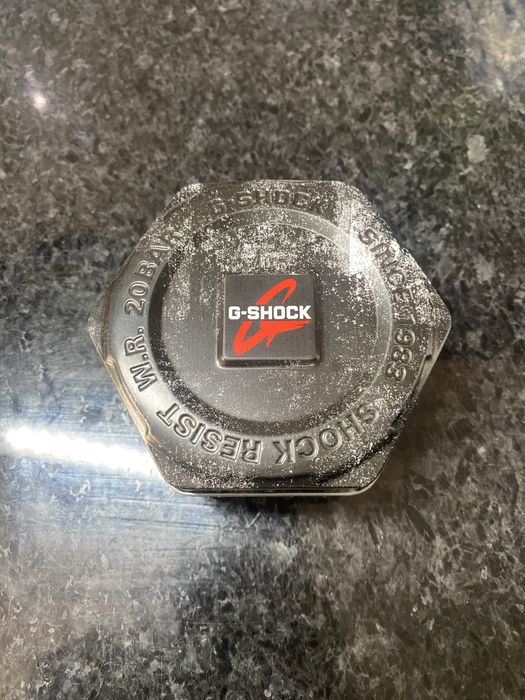 G-SHOCK
SINCE 1983
SHOCK RESIST
W.R. 20 BAR
G-SHOCK